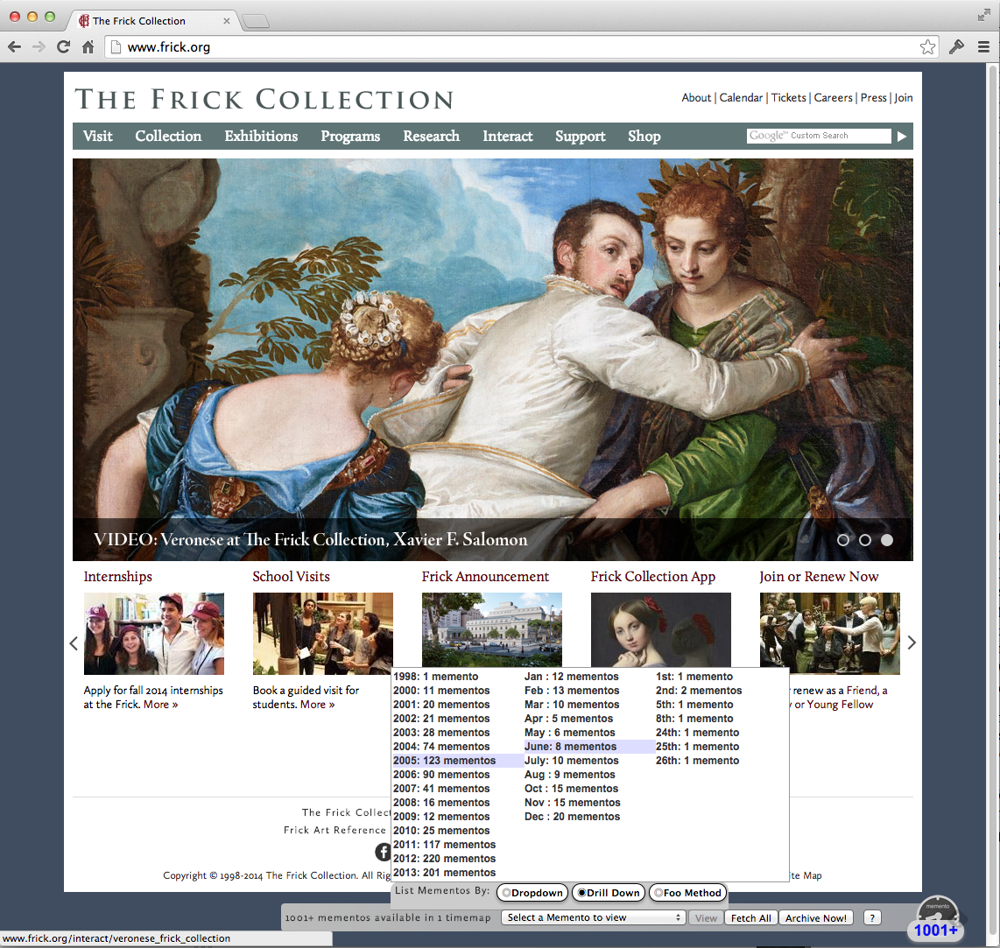 The Frick Collection
www.frick.org
THE FRICK COLLECTION
About | Calendar | Tickets | Careers | Press | Join
Visit Collection Exhibitions Programs Research Interact Support Shop
Google™ Custom Search
VIDEO: Veronese at The Frick Collection, Xavier F. Salomon
Internships
School Visits
Frick Announcement
Frick Collection App
Join or Renew Now
Apply for fall 2014 internships
at the Frick. More »
Book a guided visit for
students. More »
renew as a Friend, a
or Young Fellow
1998: 1 memento
2000: 11 mementos
2001: 20 mementos
2002: 21 mementos
2003: 28 mementos
2004: 74 mementos
2005: 123 mementos
2006: 90 mementos
2007: 41 mementos
2008: 16 mementos
2009: 12 mementos
2010: 25 mementos
2011: 117 mementos
2012: 220 mementos
2013: 201 mementos
Jan : 12 mementos
Feb : 13 mementos
Mar : 10 mementos
Apr : 5 mementos
May : 6 mementos
June: 8 mementos
July: 10 mementos
Aug : 9 mementos
Oct : 15 mementos
Nov : 15 mementos
Dec : 20 mementos
1st: 1 memento
2nd: 2 mementos
5th: 1 memento
8th: 1 memento
24th: 1 memento
25th: 1 memento
26th: 1 memento
The Frick Collect
Frick Art Reference
Copyright © 1998-2014 The Frick Collection. All Rig
te Map
List Mementos By: Dropdown Drill Down Foo Method
1001+ mementos available in 1 timemap Select a Memento to view View Fetch All Archive Now! ?
memento
1001+
www.frick.org/interact/veronese_frick_collection